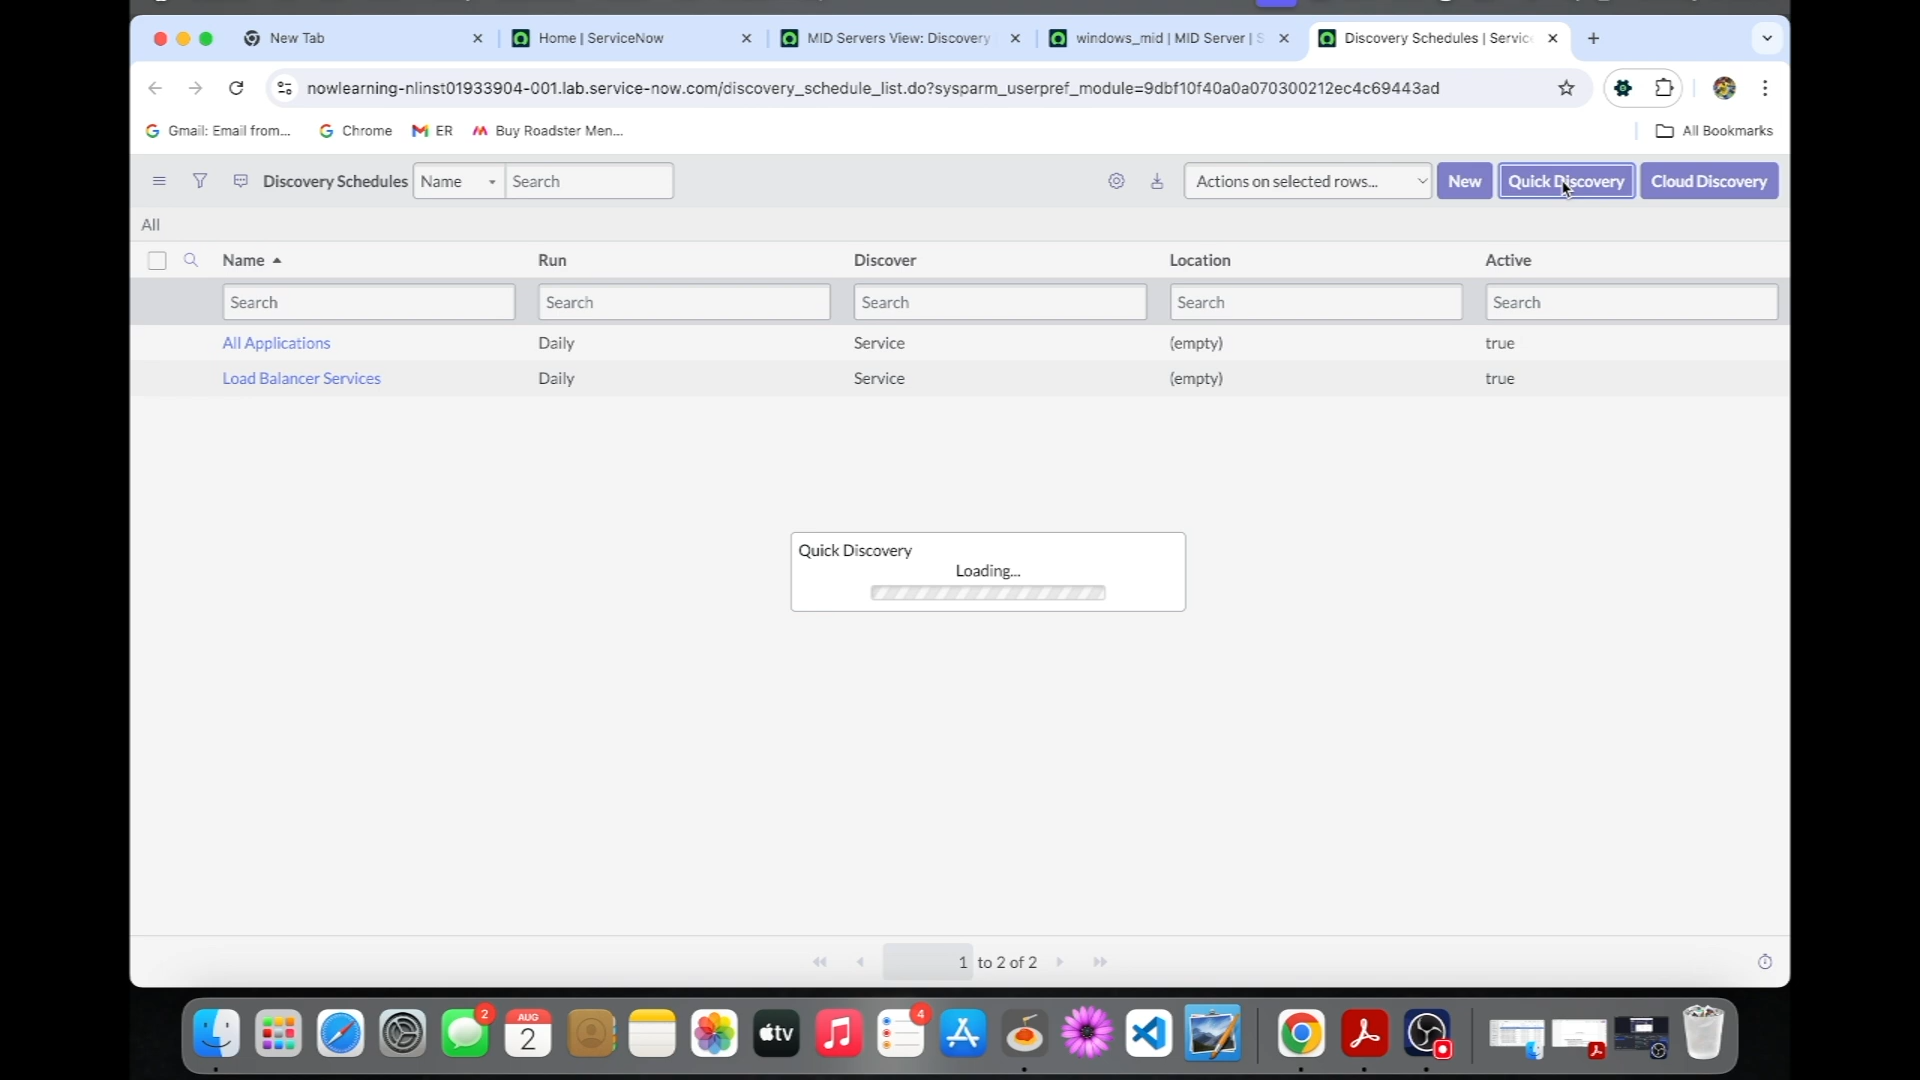 New Tab
Home | ServiceNow
MID Servers View: Discovery
windows_mid | MID Server | S
Discovery Schedules | Servic
nowlearning-nlinst01933904-001.lab.service-now.com/discovery_schedule_list.do?sysparm_userpref_module=9dbf10f40a0a070300212ec4c69443ad
Gmail: Email from...
Chrome
ER
Buy Roadster Men...
All Bookmarks
Discovery Schedules
Name
Search
Actions on selected rows...
New
Quick Discovery
Cloud Discovery
All
Name
Run
Discover
Location
Active
Search
Search
Search
Search
Search
All Applications
Daily
Service
(empty)
true
Load Balancer Services
Daily
Service
(empty)
true
Quick Discovery
Loading...
1 to 2 of 2
2
AUG
2
tv
4